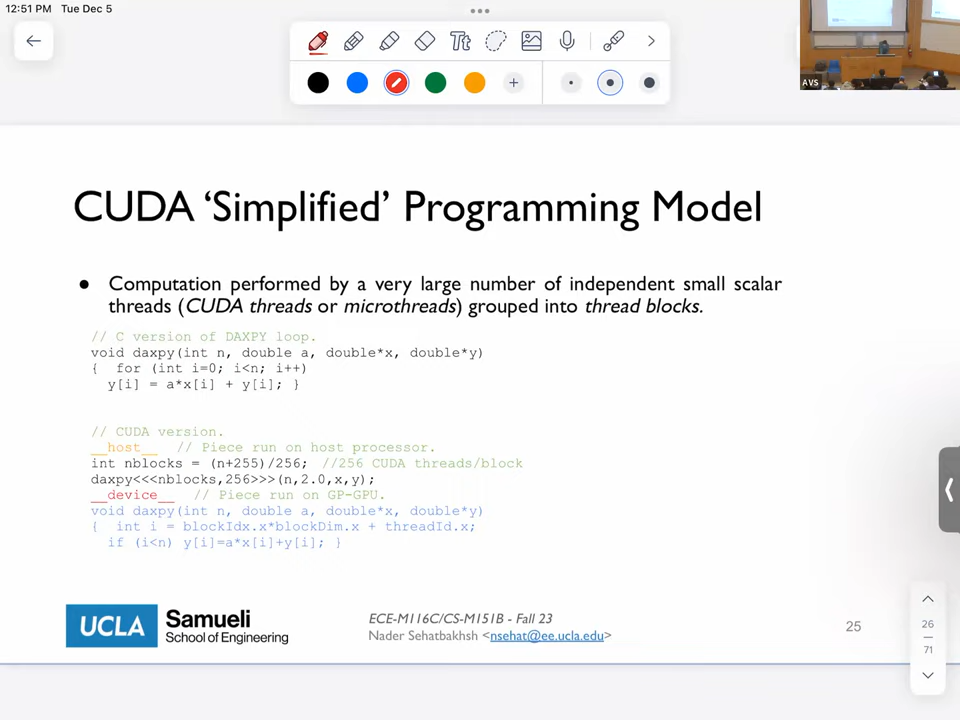 12:51 PM Tue Dec 5
Tt
AVS
CUDA ‘Simplified’ Programming Model
● Computation performed by a very large number of independent small scalar
threads (CUDA threads or microthreads) grouped into thread blocks.
// C version of DAXPY loop.
void daxpy(int n, double a, double*x, double*y)
{ for (int i=0; i<n; i++)
y[i] = a*x[i] + y[i]; }
// CUDA version.
__host__ // Piece run on host processor.
int nblocks = (n+255)/256; //256 CUDA threads/block
daxpy<<<nblocks,256>>>(n,2.0,x,y);
__device__ // Piece run on GP-GPU.
void daxpy(int n, double a, double*x, double*y)
{ int i = blockIdx.x*blockDim.x + threadId.x;
if (i<n) y[i]=a*x[i]+y[i]; }
UCLA Samueli
School of Engineering
ECE-M116C/CS-M151B - Fall 23
Nader Sehatbakhsh <nsehat@ee.ucla.edu>
25
26
71